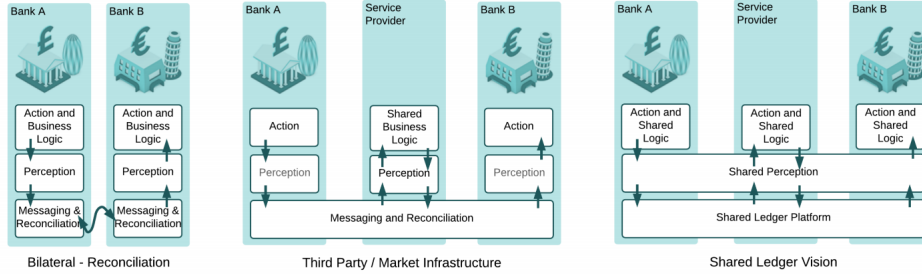 Bank A
Bank B
Action and
Business
Logic
Action and
Business
Logic
Perception
Perception
Messaging &
Reconciliation
Messaging &
Reconciliation
Bilateral - Reconciliation
Bank A
Service
Provider
Bank B
Action
Shared
Business
Logic
Action
Perception
Perception
Perception
Messaging and Reconciliation
Third Party / Market Infrastructure
Bank A
Service
Provider
Bank B
Action and
Shared
Logic
Action and
Shared
Logic
Action and
Shared
Logic
Shared Perception
Shared Ledger Platform
Shared Ledger Vision